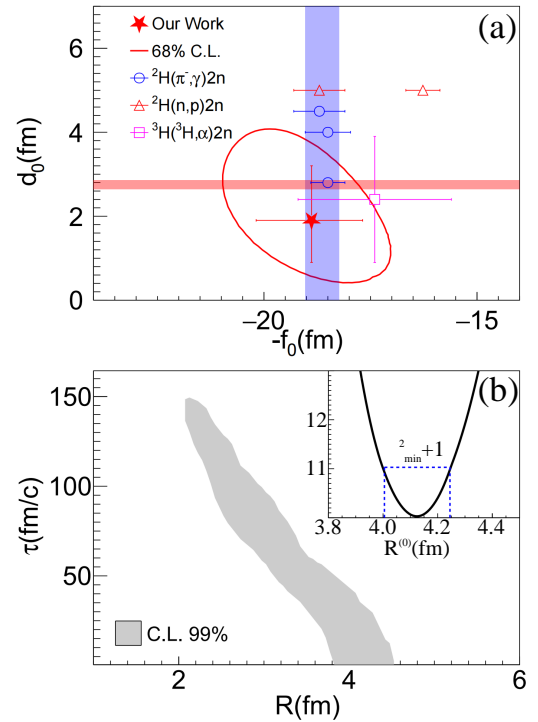 (a)
Our Work
68% C.L.
²H(π⁻,γ)2n
²H(n,p)2n
³H(³H,α)2n
d₀(fm)
6
4
2
0
−20
−15
-f₀(fm)
(b)
τ(fm/c)
150
100
50
13
12
11
²min+1
3.8
4.0
4.2
4.4
R⁽⁰⁾(fm)
C.L. 99%
2
4
6
R(fm)